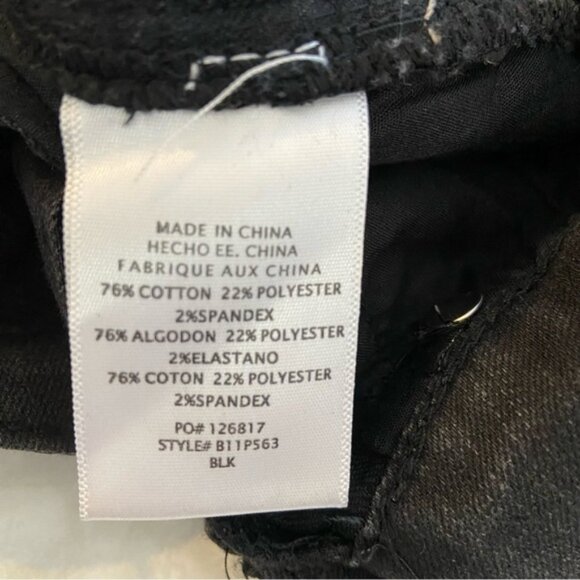 MADE IN CHINA
HECHO EE. CHINA
FABRIQUE AUX CHINA
76% COTTON 22% POLYESTER
2%SPANDEX
76% ALGODON 22% POLYESTER
2%ELASTANO
76% COTON 22% POLYESTER
2%SPANDEX
PO# 126817
STYLE# B11P563
BLK